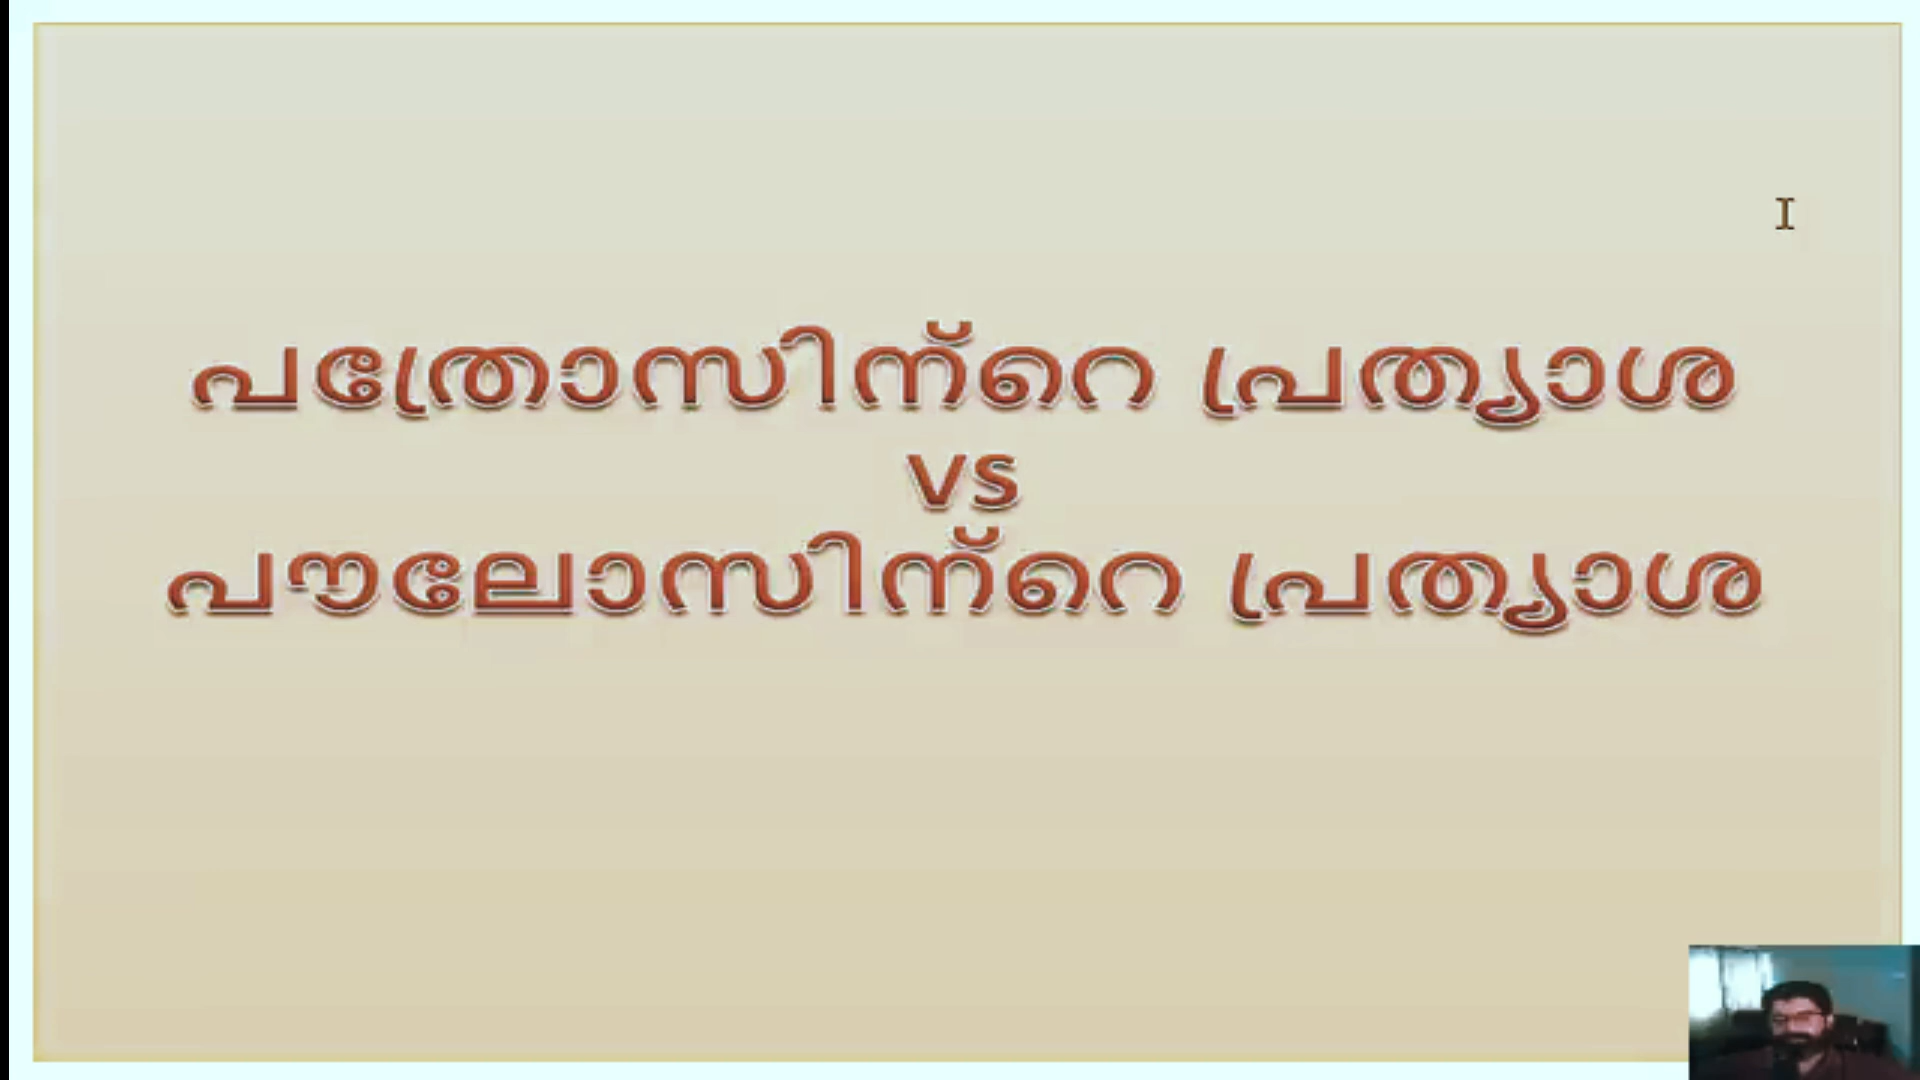 പത്രോസിന്റെ പ്രത്യാശ
vs
പൗലോസിന്റെ പ്രത്യാശ